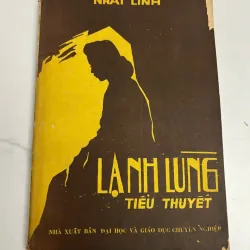 NHẤT LINH
LẠNH LÙNG
TIỂU THUYẾT
NHÀ XUẤT BẢN ĐẠI HỌC VÀ GIÁO DỤC CHUYÊN NGHIỆP